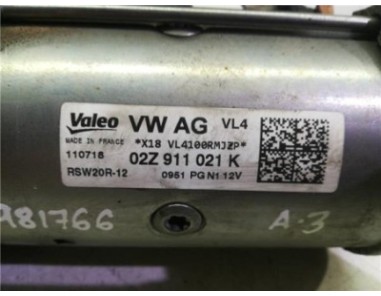 Valeo VW AG VL4
MADE IN FRANCE *X18 VL4100RMJZP*
110718 02Z 911 021 K
RSW20R-12 0951 PG N1 12V
981766 A-3